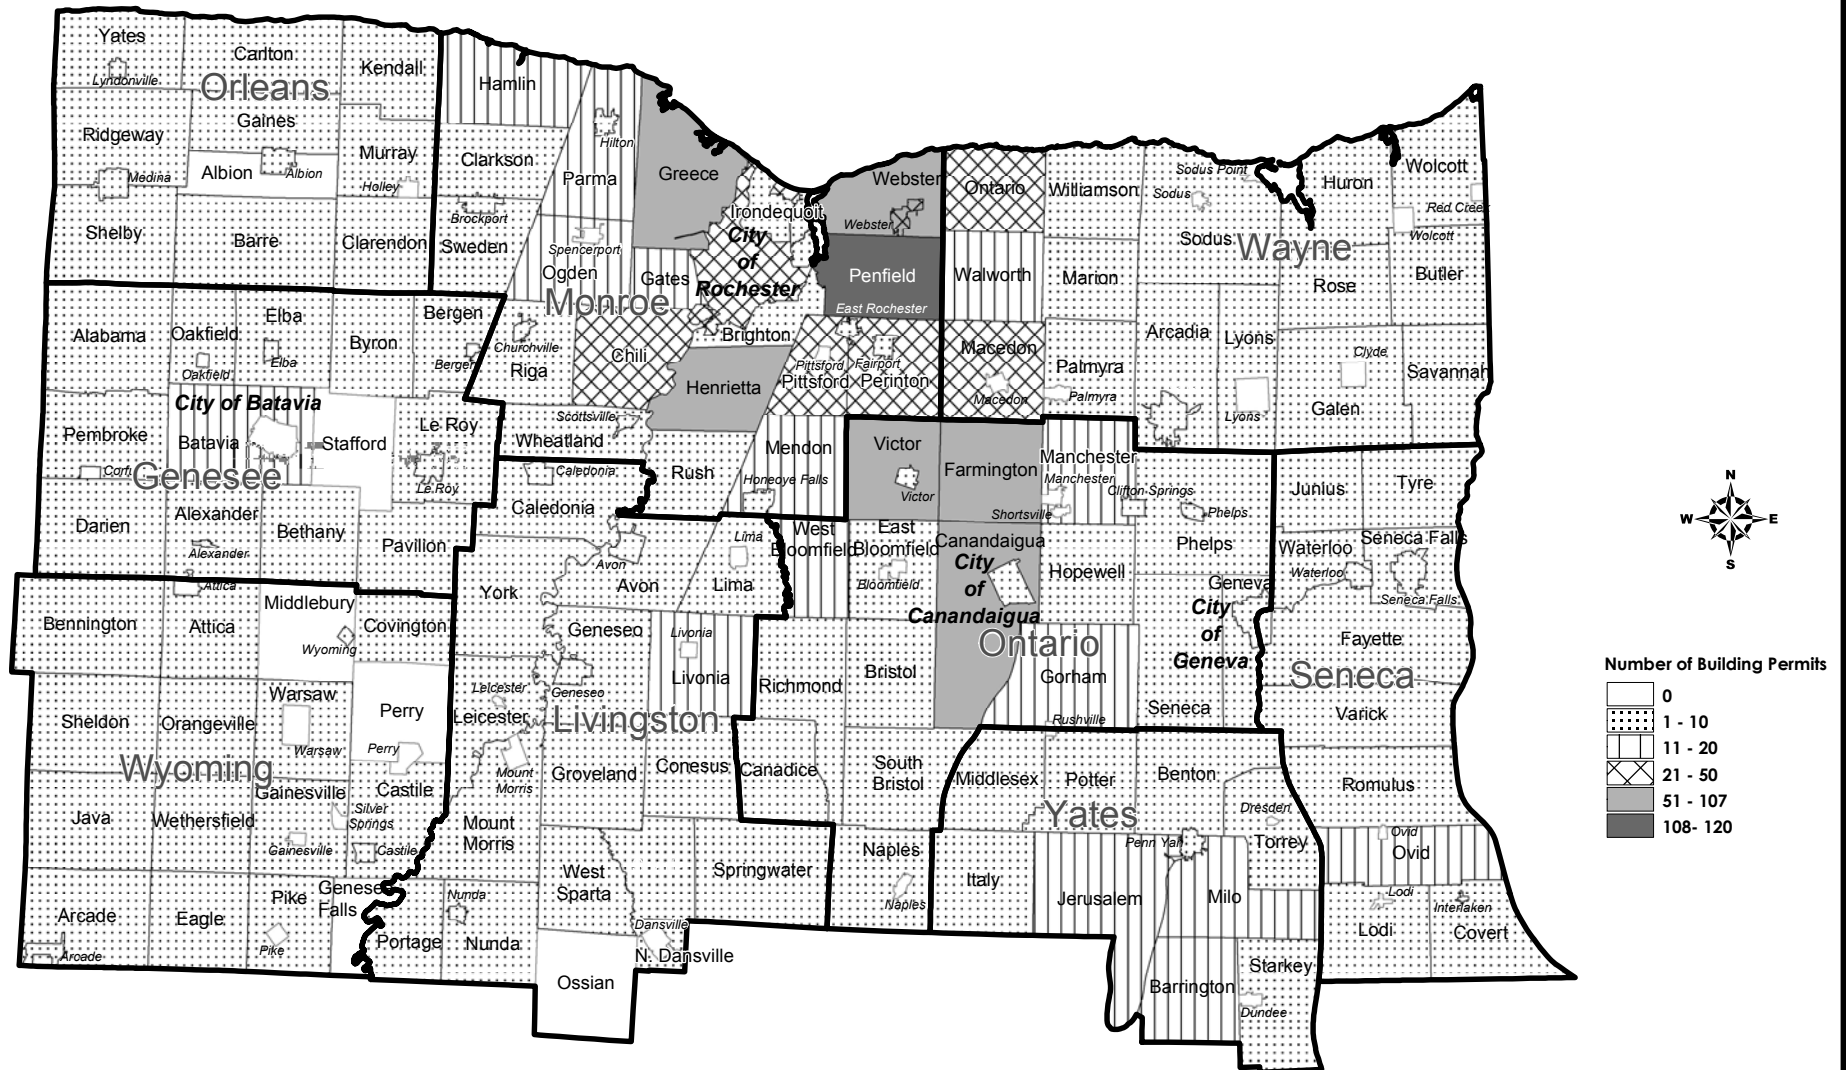 Yates
Lyndonville
Carlton
Kendall
Orleans
Gaines
Ridgeway
Murray
Albion
Albion
Medina
Holley
Shelby
Barre
Clarendon
Hamlin
Hilton
Clarkson
Parma
Greece
Brockport
Sweden
Spencerport
Ogden
Gates
Monroe
Irondequoit
City
of
Rochester
Webster
Webster
Penfield
East Rochester
Brighton
Chili
Churchville
Riga
Henrietta
Pittsford
Pittsford
Fairport
Perinton
Scottsville
Wheatland
Rush
Mendon
Honeoye Falls
Ontario
Williamson
Sodus Point
Sodus
Sodus
Huron
Wolcott
Red Creek
Wolcott
Wayne
Walworth
Marion
Rose
Butler
Macedon
Macedon
Palmyra
Palmyra
Arcadia
Lyons
Lyons
Clyde
Galen
Savannah
Alabama
Oakfield
Oakfield
Elba
Elba
Byron
Bergen
Bergen
City of Batavia
Batavia
Pembroke
Corfu
Stafford
Le Roy
Le Roy
Genesee
Darien
Alexander
Alexander
Bethany
Pavilion
Caledonia
Caledonia
Avon
Avon
Lima
Lima
York
Geneseo
Geneseo
Livonia
Livonia
Leicester
Leicester
Livingston
Mount
Morris
Groveland
Conesus
Mount
Morris
West
Sparta
Springwater
Nunda
Nunda
Portage
Dansville
N. Dansville
Ossian
Attica
Attica
Bennington
Middlebury
Wyoming
Covington
Warsaw
Warsaw
Perry
Perry
Sheldon
Orangeville
Wyoming
Gainesville
Gainesville
Castile
Castile
Silver
Springs
Java
Wethersfield
Arcade
Arcade
Eagle
Pike
Pike
Genesee
Falls
Victor
Victor
Farmington
Manchester
Manchester
Clifton Springs
Shortsville
Phelps
Phelps
West
Bloomfield
East
Bloomfield
Bloomfield
Canandaigua
City
of
Canandaigua
Hopewell
Geneva
City
of
Geneva
Ontario
Richmond
Bristol
Gorham
Rushville
Seneca
Canadice
South
Bristol
Naples
Naples
Junius
Tyre
Waterloo
Waterloo
Seneca Falls
Seneca Falls
Fayette
Seneca
Varick
Romulus
Ovid
Ovid
Lodi
Lodi
Interlaken
Covert
Middlesex
Potter
Benton
Dresden
Yates
Torrey
Penn Yan
Italy
Jerusalem
Milo
Barrington
Starkey
Dundee
N
W
E
S
Number of Building Permits
0
1 - 10
11 - 20
21 - 50
51 - 107
108- 120